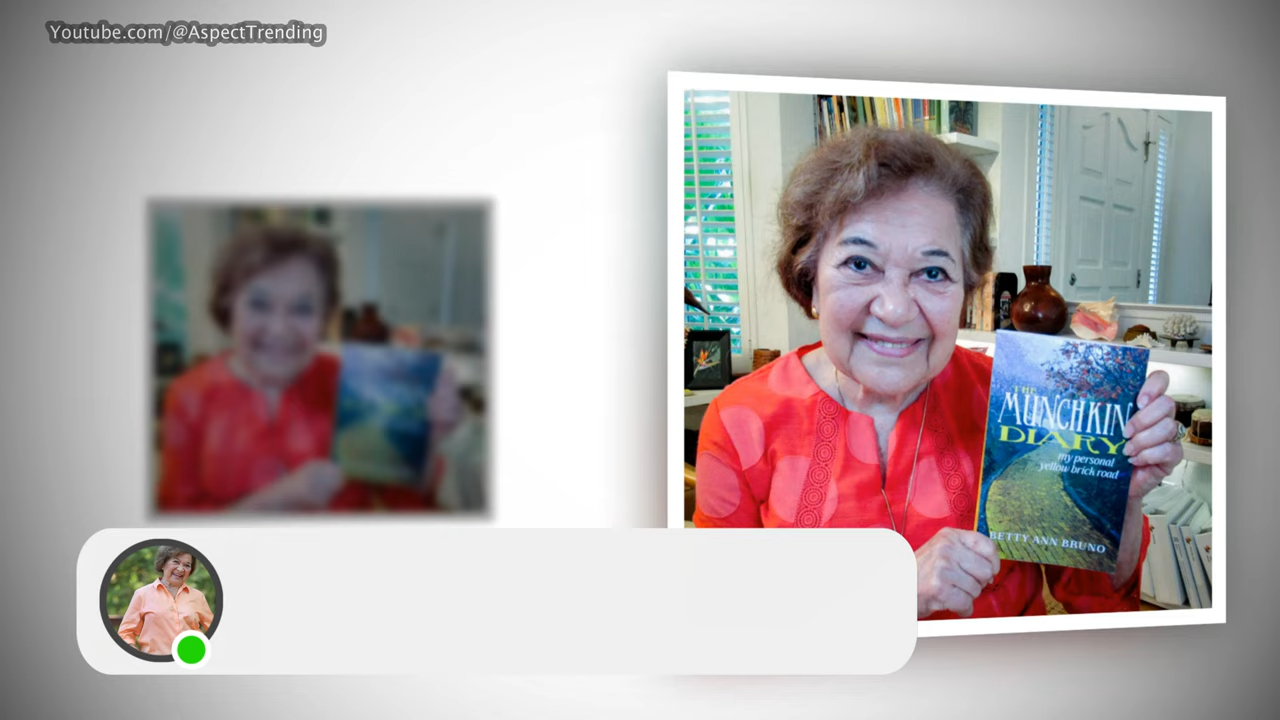 Youtube.com/@AspectTrending
THE
MUNCHKIN
DIARY
my personal
yellow brick road
BETTY ANN BRUNO